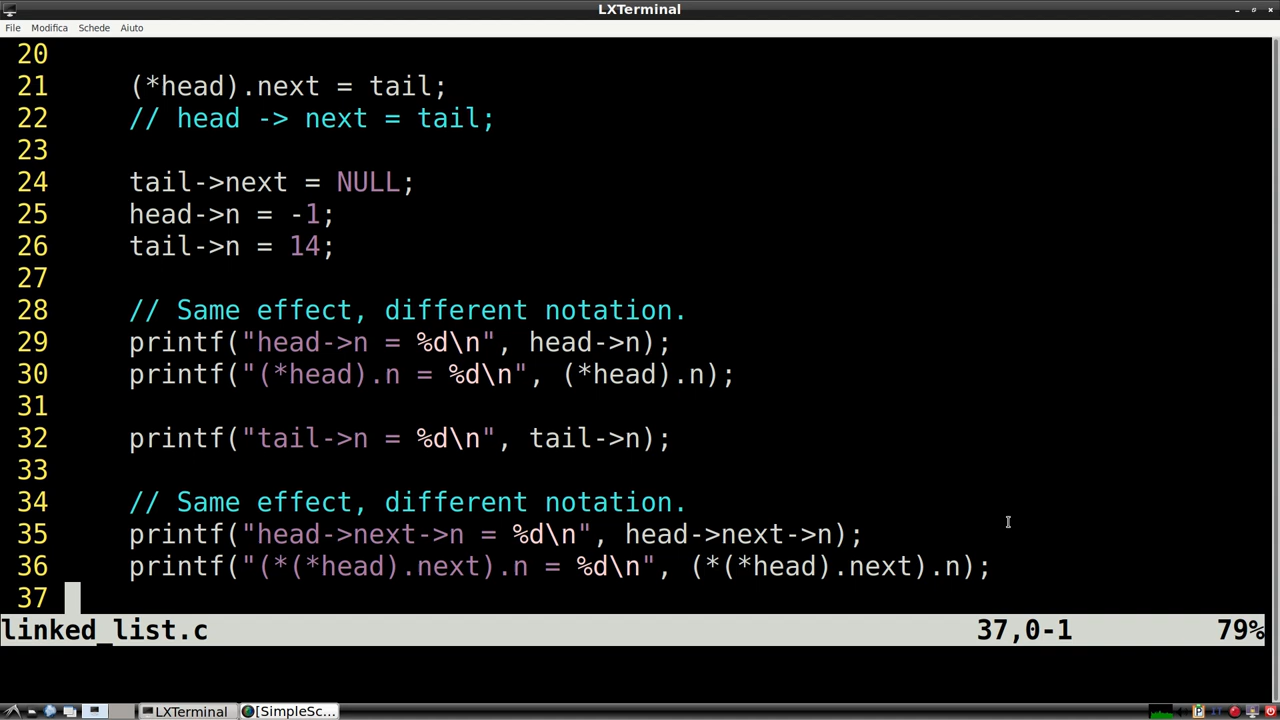 LXTerminal
File Modifica Schede Aiuto
20
21 (*head).next = tail;
22 // head -> next = tail;
23
24 tail->next = NULL;
25 head->n = -1;
26 tail->n = 14;
27
28 // Same effect, different notation.
29 printf("head->n = %d\n", head->n);
30 printf("(*head).n = %d\n", (*head).n);
31
32 printf("tail->n = %d\n", tail->n);
33
34 // Same effect, different notation.
35 printf("head->next->n = %d\n", head->next->n);
36 printf("(*(*head).next).n = %d\n", (*(*head).next).n);
37
linked_list.c 37,0-1 79%
LXTerminal [SimpleSc...